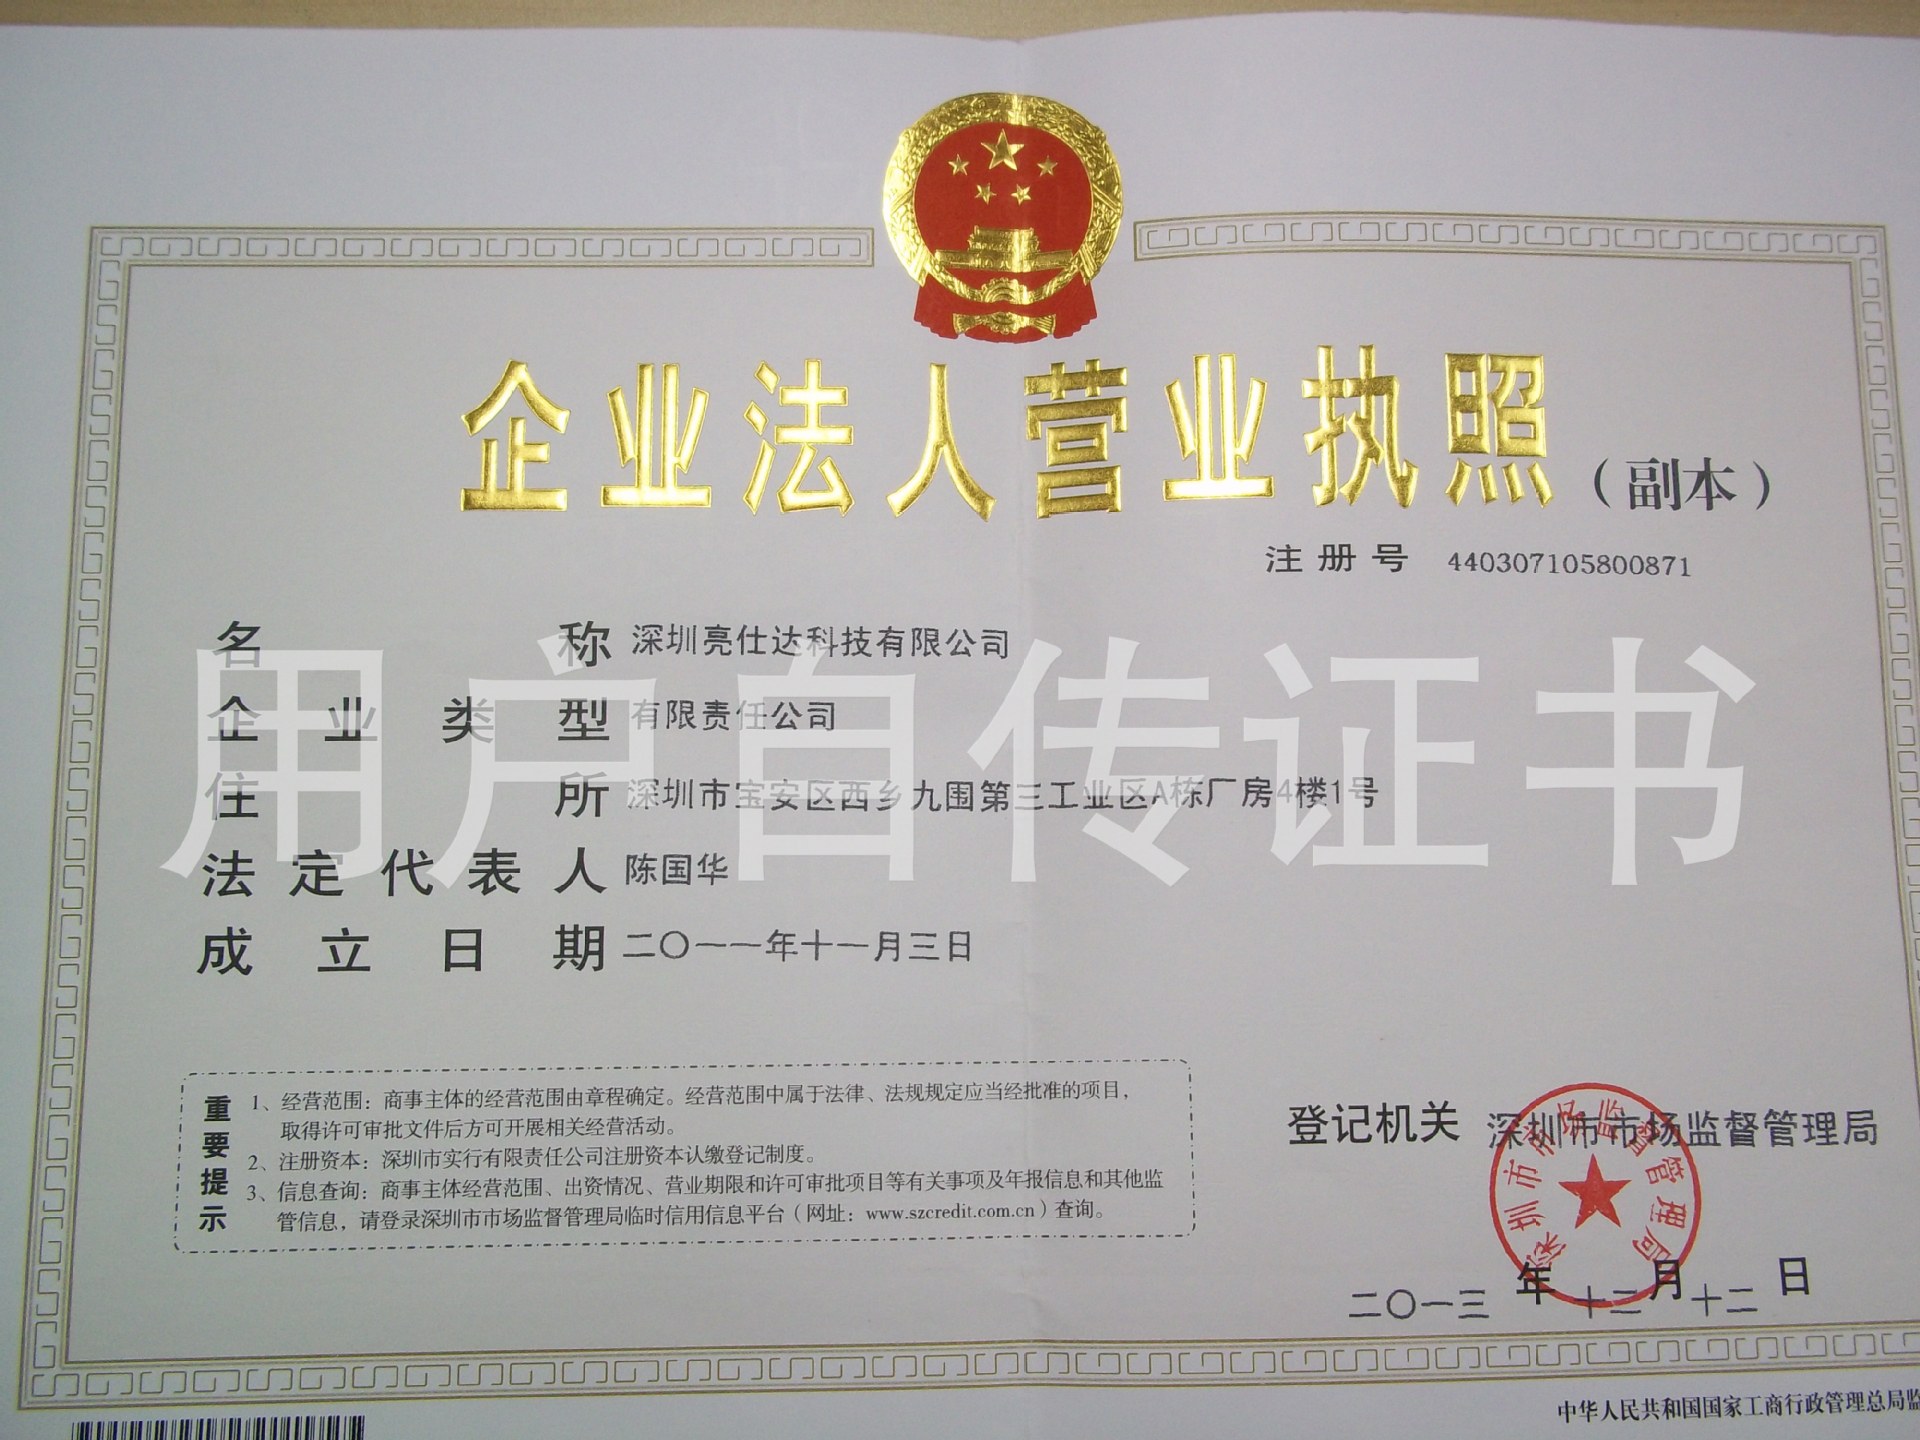 企业法人营业执照（副本）
注册号 440307105800871
名称 深圳亮仕达科技有限公司
企业类型 有限责任公司
住所 深圳市宝安区西乡九围第三工业区A栋厂房4楼1号
法定代表人 陈国华
成立日期 二〇一一年十一月三日
用户自传证书
重要提示
1、经营范围：商事主体的经营范围由章程确定。经营范围中属于法律、法规规定应当经批准的项目，
取得许可审批文件后方可开展相关经营活动。
2、注册资本：深圳市实行有限责任公司注册资本认缴登记制度。
3、信息查询：商事主体经营范围、出资情况、营业期限和许可审批项目等有关事项及年报信息和其他监
管信息，请登录深圳市市场监督管理局临时信用信息平台（网址：www.szcredit.com.cn）查询。
登记机关 深圳市市场监督管理局
深圳市市场监督管理局
二〇一三年十二月十二日
中华人民共和国国家工商行政管理总局监